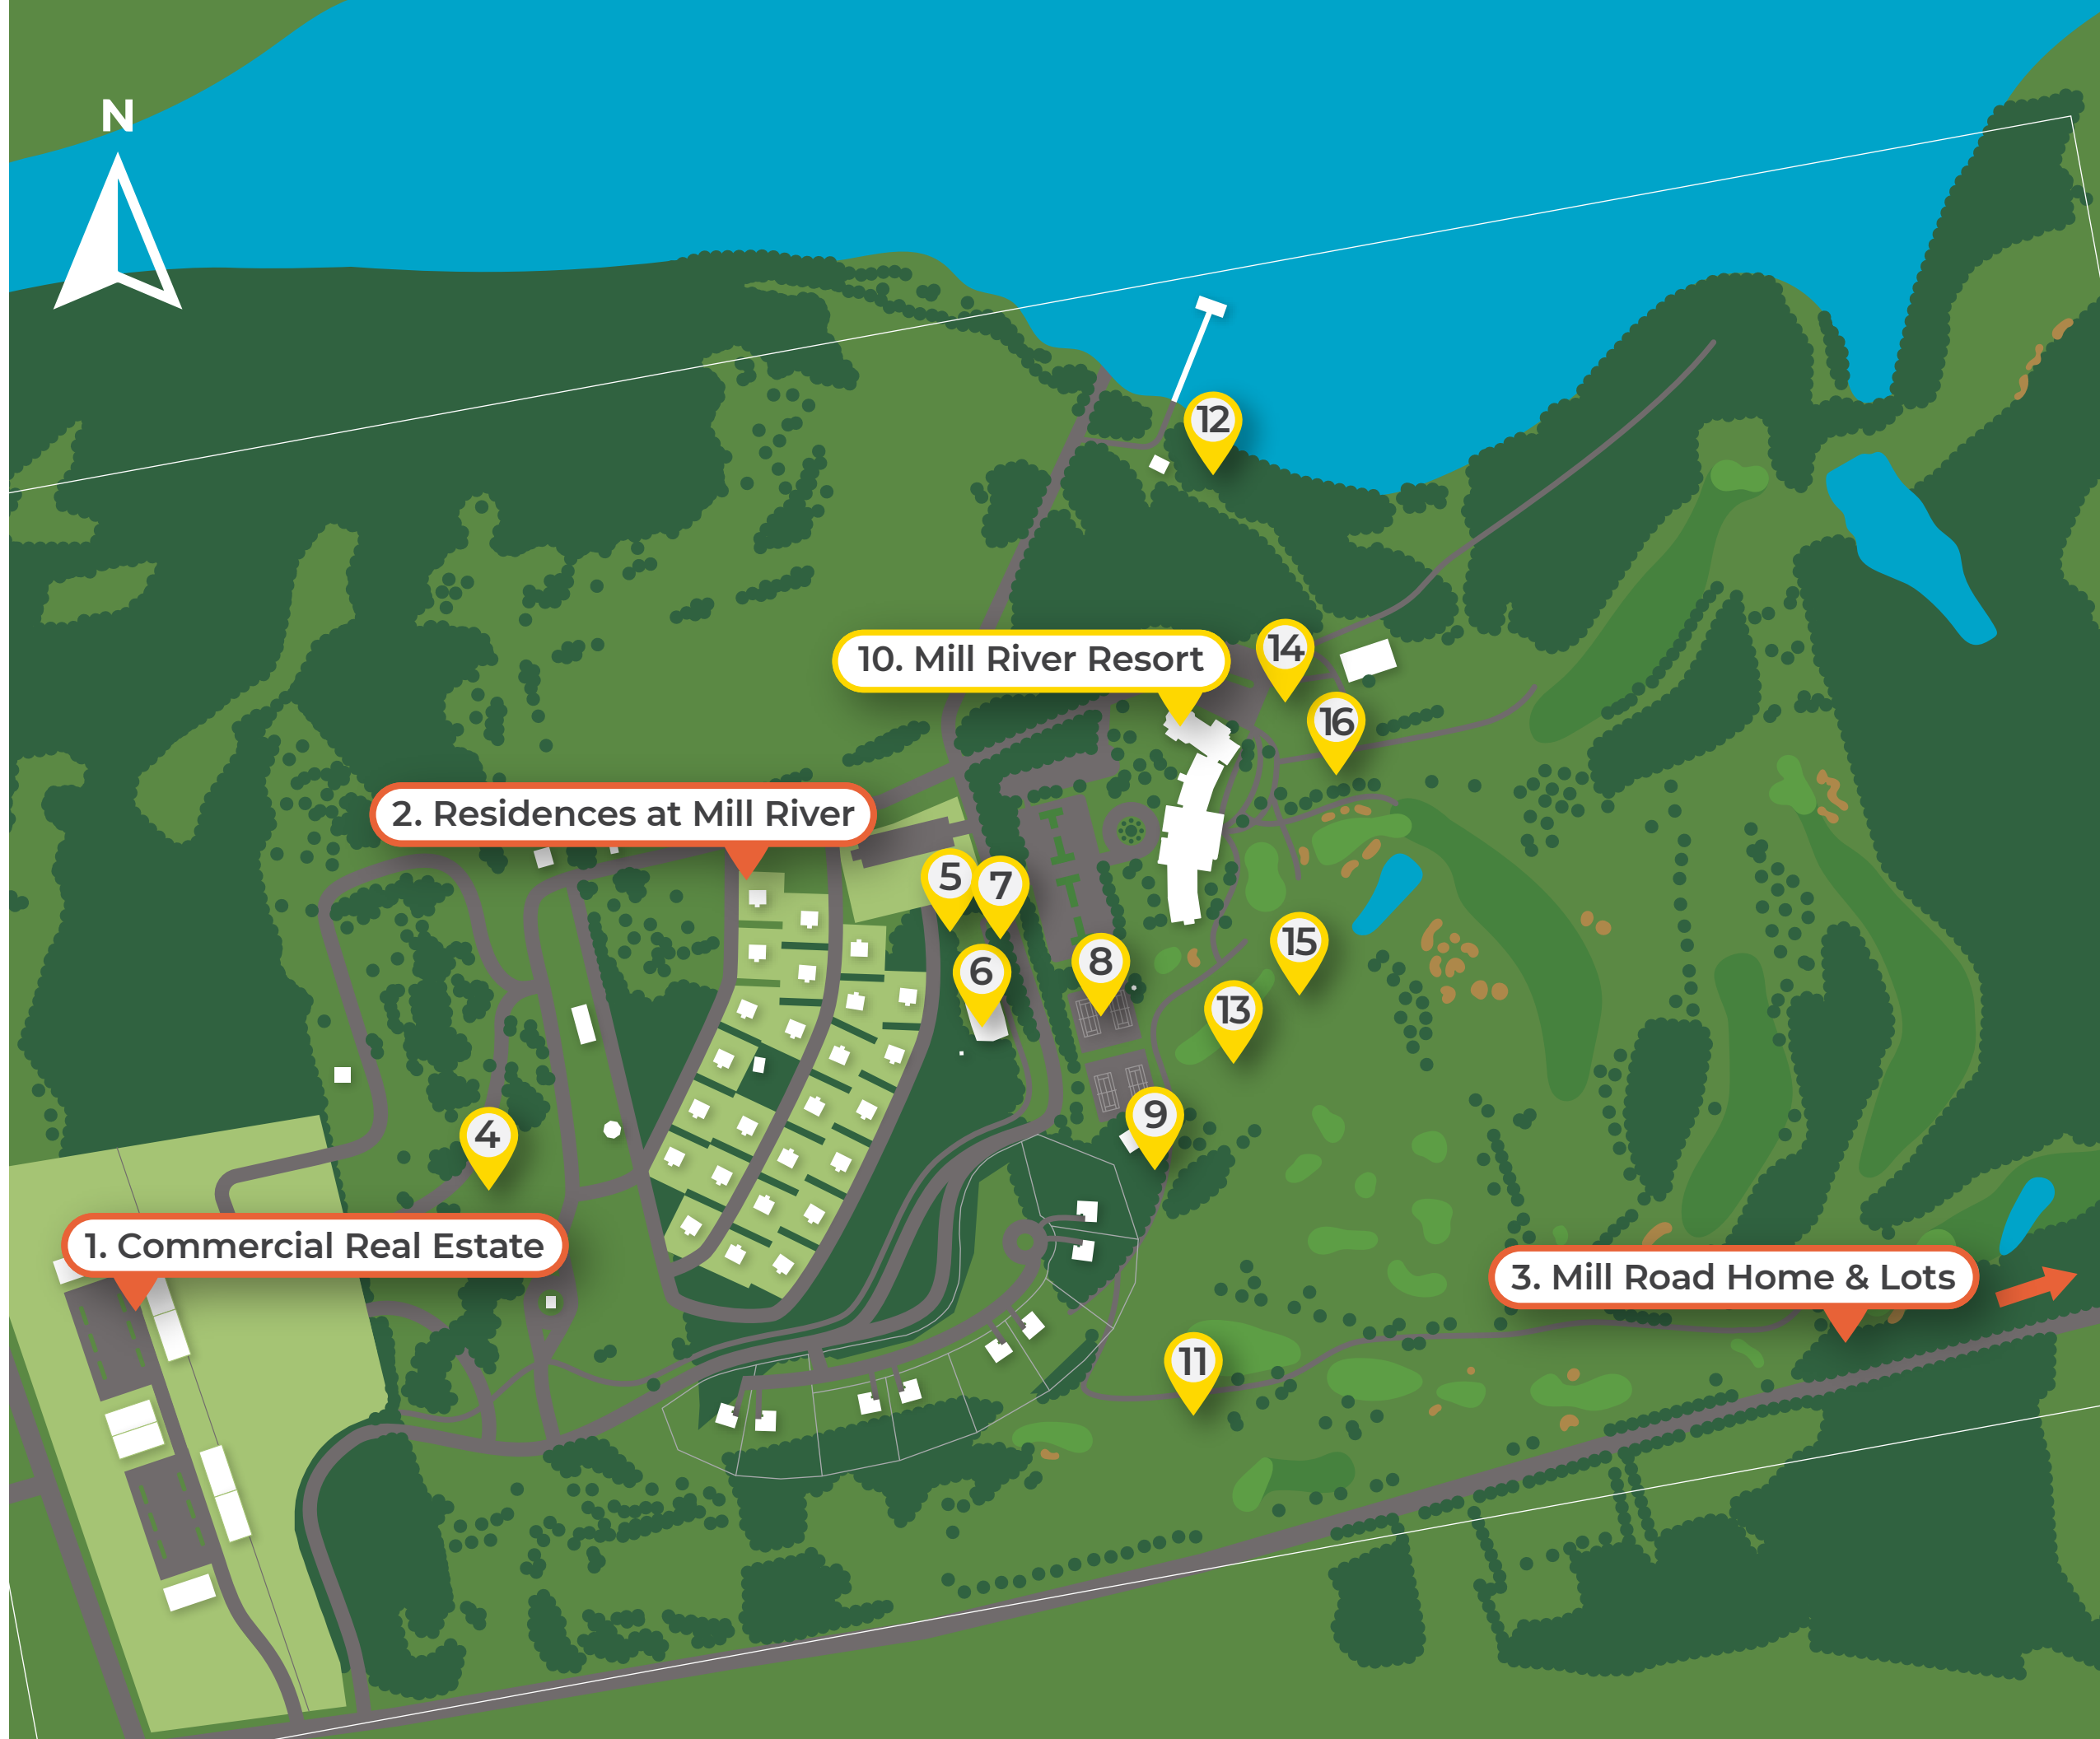 N
12
10. Mill River Resort
14
16
2. Residences at Mill River
5
7
6
8
15
13
9
4
1. Commercial Real Estate
3. Mill Road Home & Lots
11